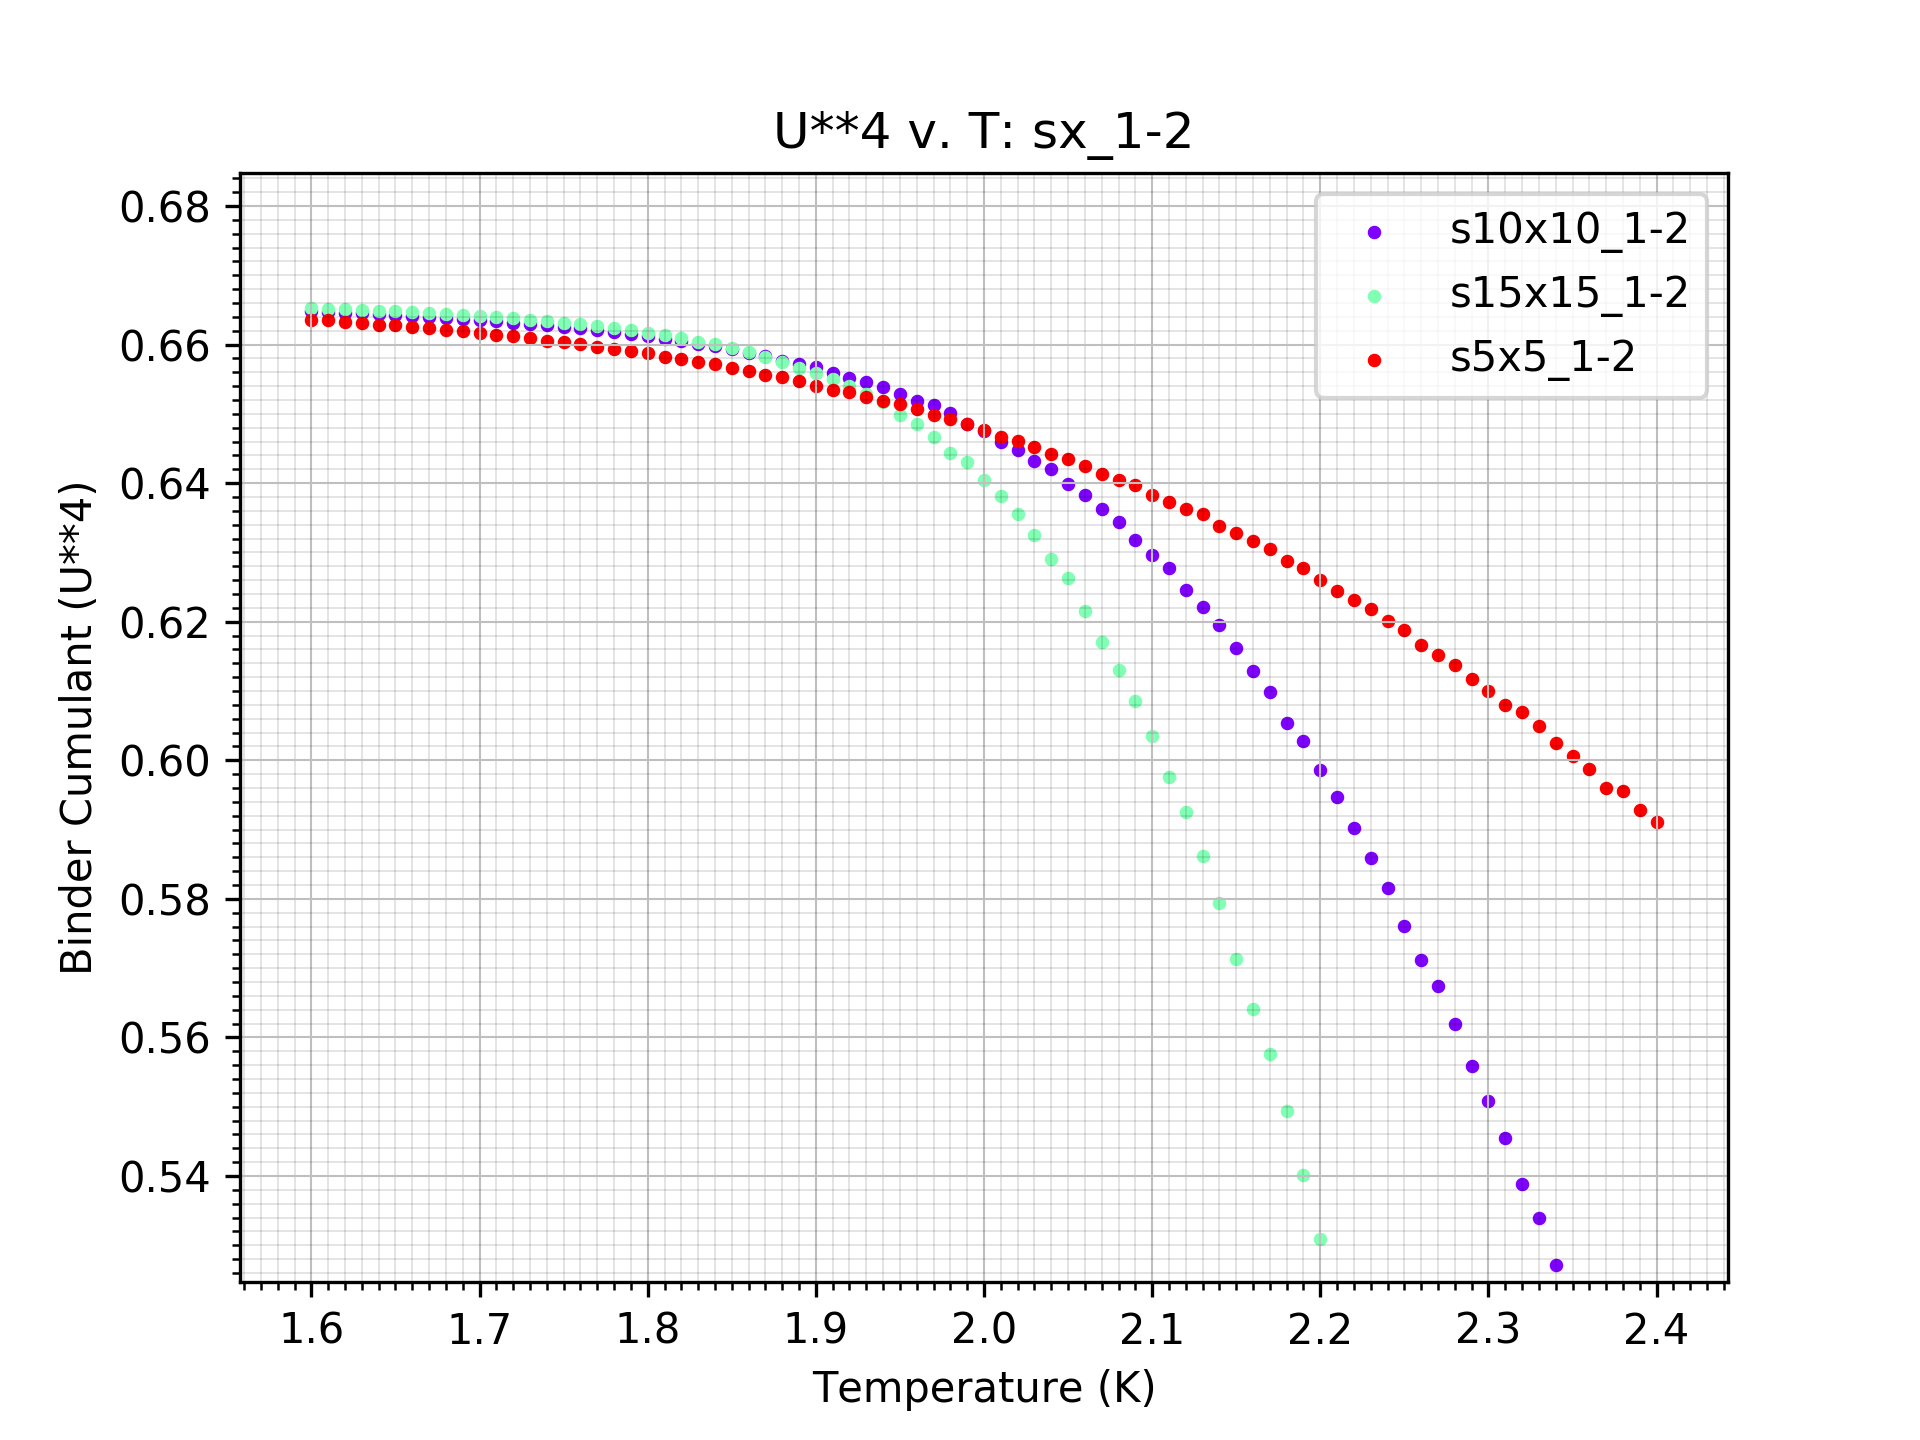 U**4 v. T: sx_1-2
s10x10_1-2
s15x15_1-2
s5x5_1-2
Binder Cumulant (U**4)
0.68
0.66
0.64
0.62
0.60
0.58
0.56
0.54
1.6 1.7 1.8 1.9 2.0 2.1 2.2 2.3 2.4
Temperature (K)